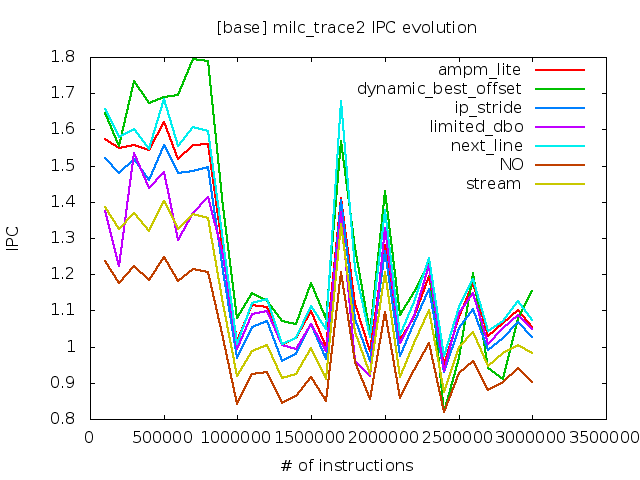 [base] milc_trace2 IPC evolution
1.8
1.7
1.6
1.5
1.4
1.3
1.2
1.1
1
0.9
0.8
IPC
ampm_lite
dynamic_best_offset
ip_stride
limited_dbo
next_line
NO
stream
0 500000 1000000 1500000 2000000 2500000 3000000 3500000
# of instructions